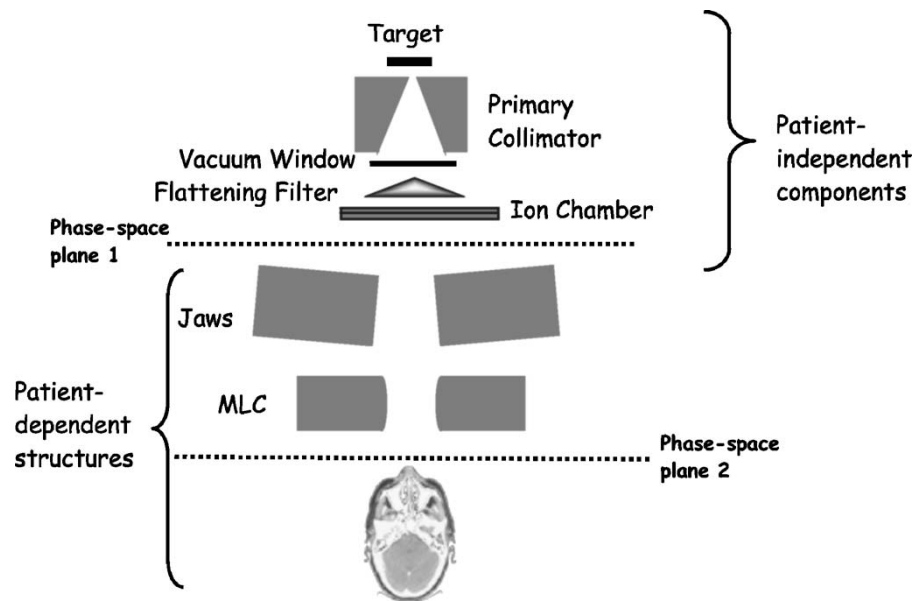 Target
Primary
Collimator
Vacuum Window
Flattening Filter
Ion Chamber
Patient-
independent
components
Phase-space
plane 1
Jaws
MLC
Patient-
dependent
structures
Phase-space
plane 2